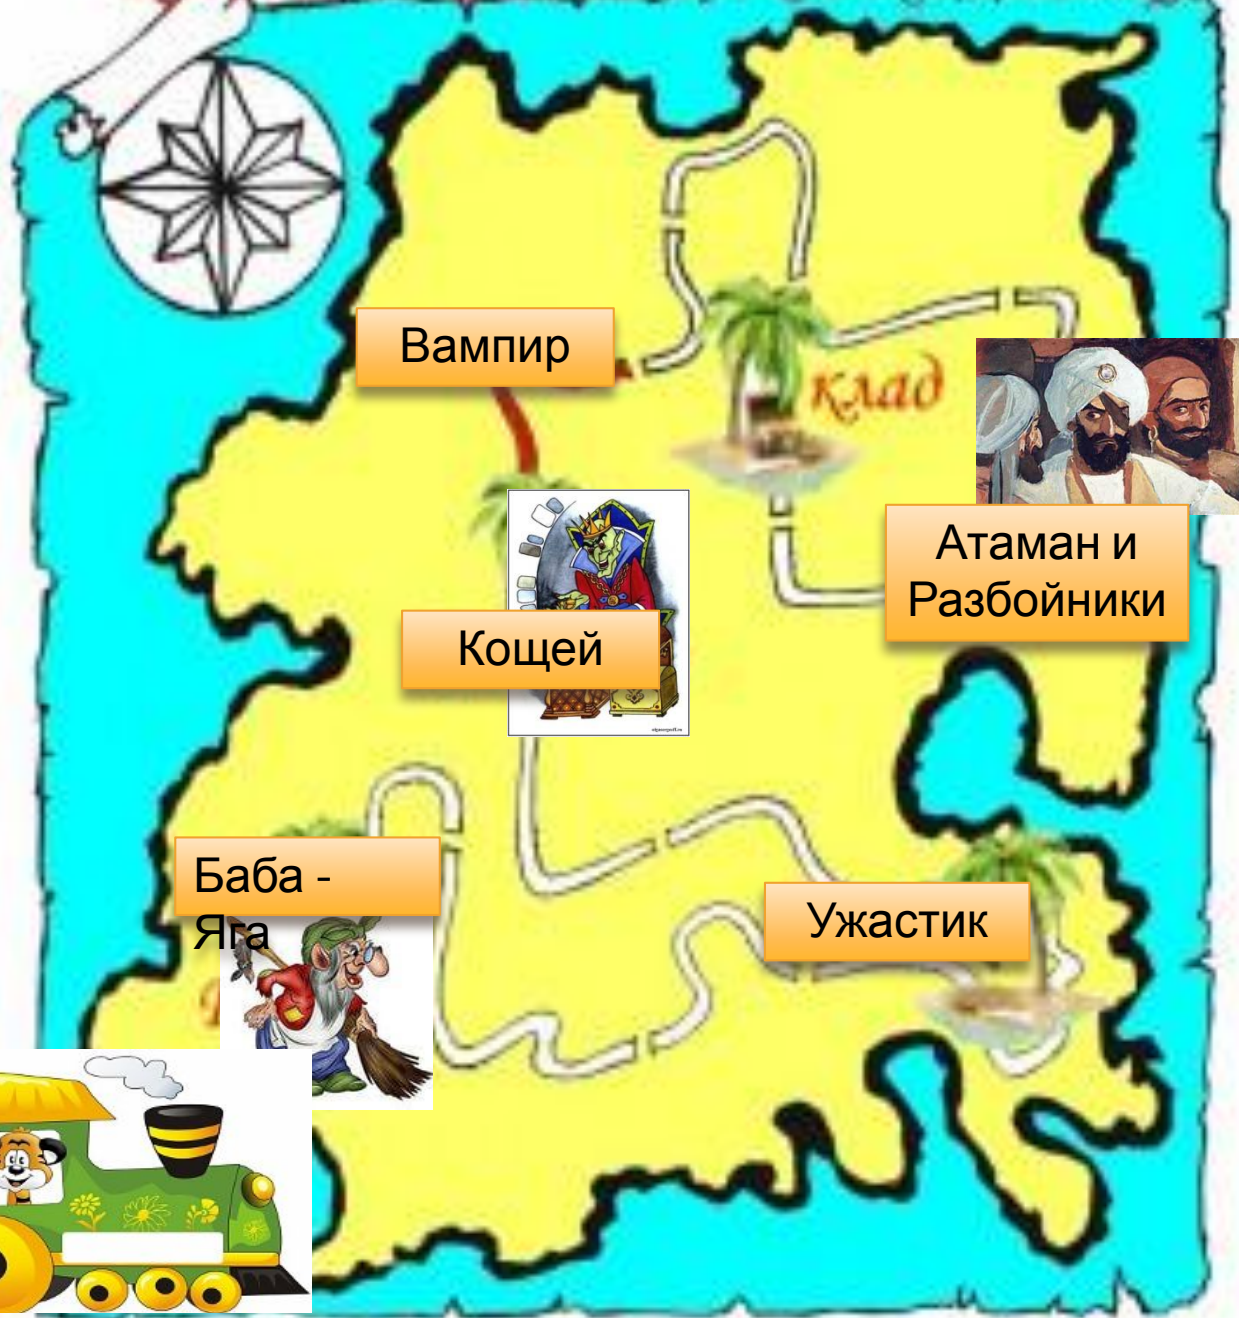 Вампир
клад
Атаман и
Разбойники
Кощей
Баба -
Яга
Ужастик